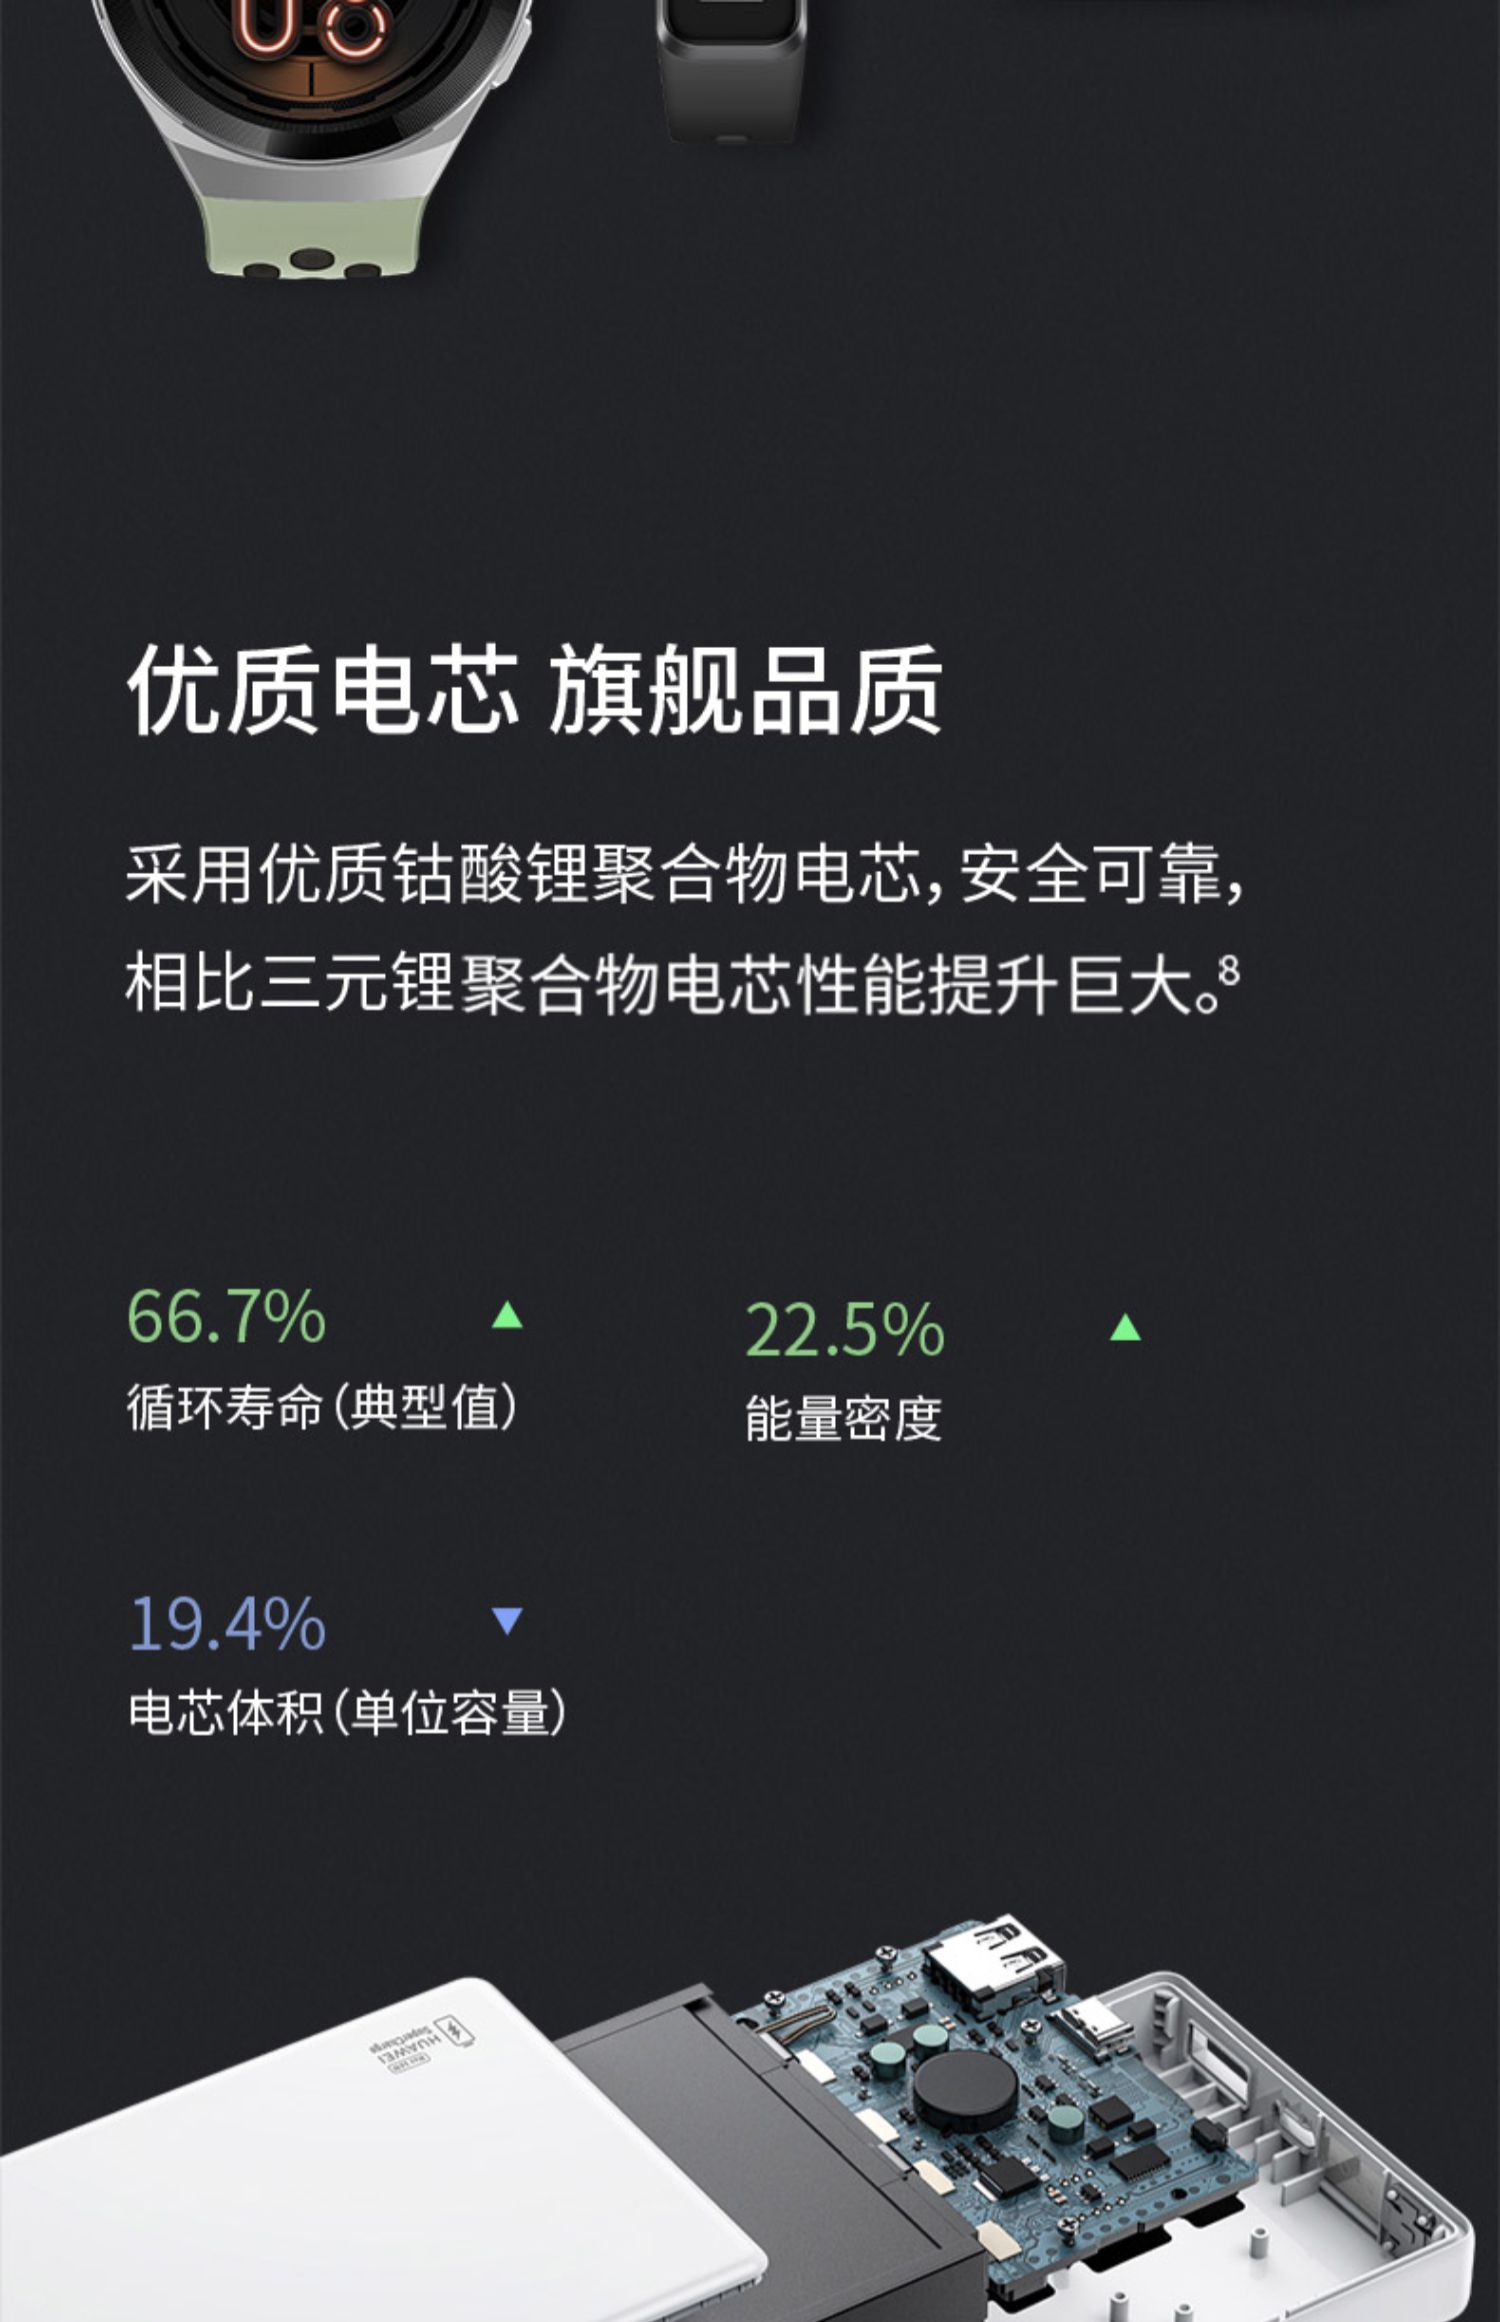 08
优质电芯 旗舰品质
采用优质钴酸锂聚合物电芯，安全可靠，
相比三元锂聚合物电芯性能提升巨大。8
66.7% ▲
循环寿命（典型值）
22.5% ▲
能量密度
19.4% ▼
电芯体积（单位容量）
HUAWEI
SuperCharge